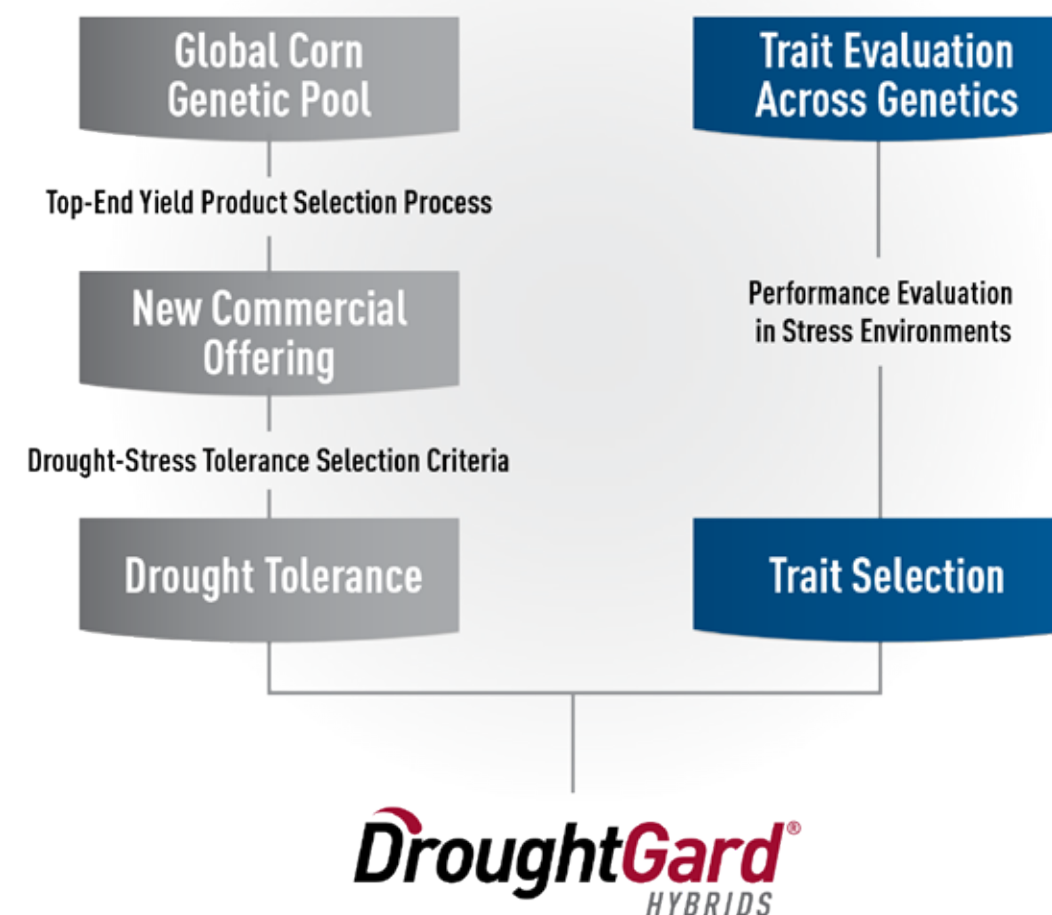 Global Corn
Genetic Pool
Top-End Yield Product Selection Process
New Commercial
Offering
Drought-Stress Tolerance Selection Criteria
Drought Tolerance
Trait Evaluation
Across Genetics
Performance Evaluation
in Stress Environments
Trait Selection
DroughtGard®
HYBRIDS